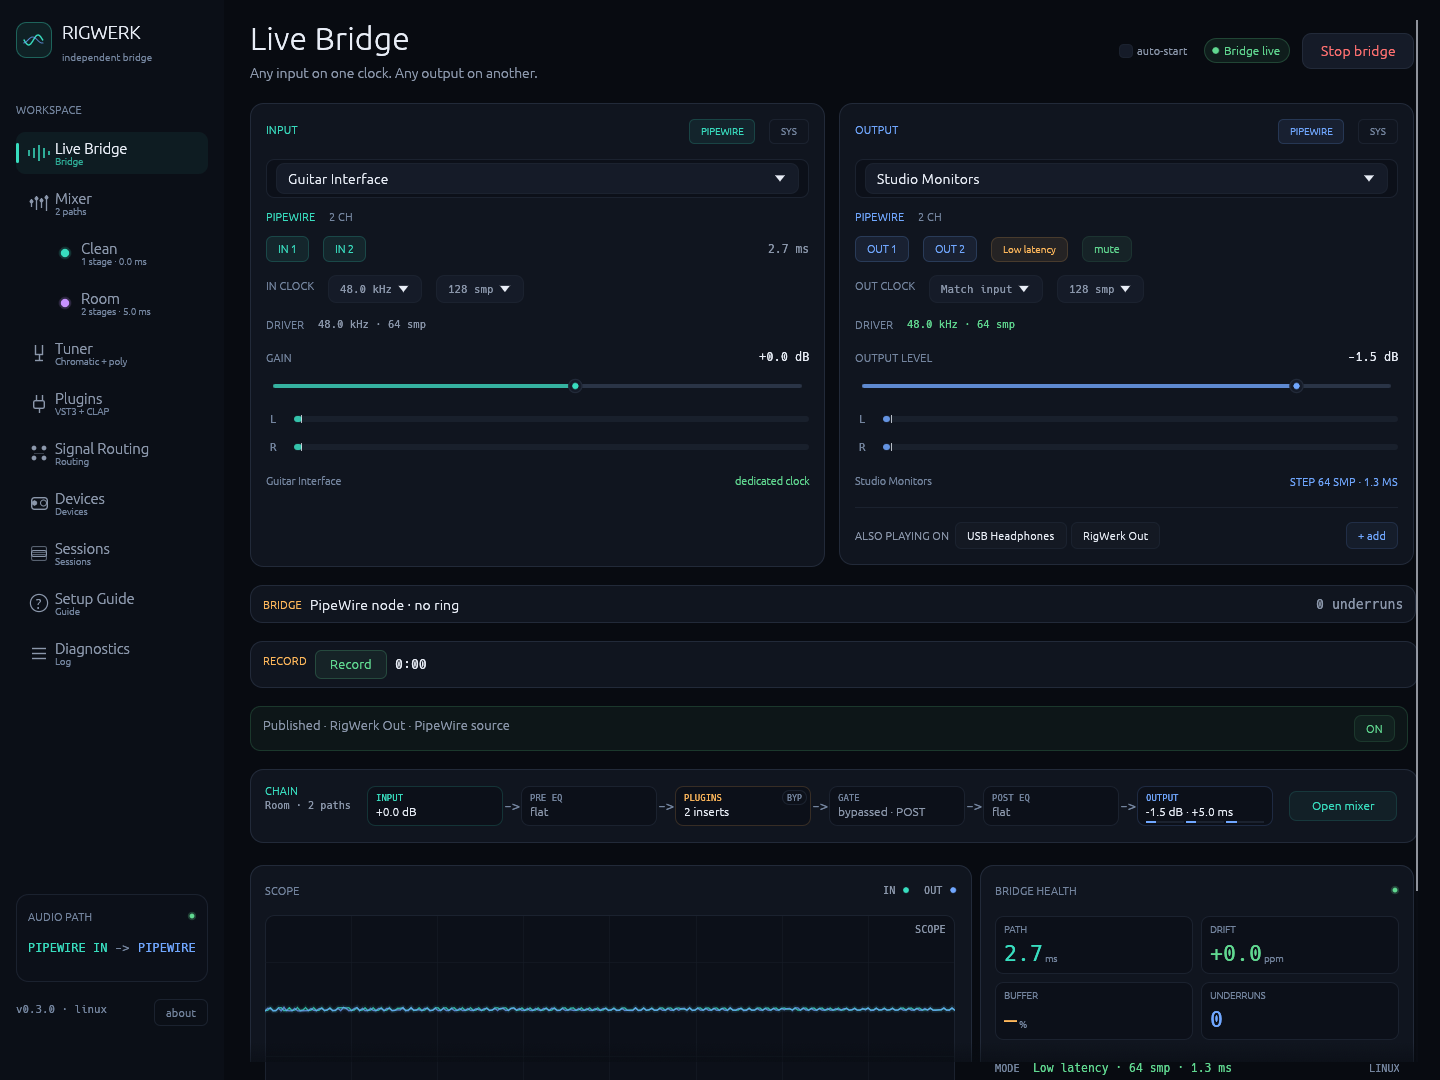 RIGWERK
independent bridge
WORKSPACE
Live Bridge
Bridge
Mixer
2 paths
Clean
1 stage · 0.0 ms
Room
2 stages · 5.0 ms
Tuner
Chromatic + poly
Plugins
VST3 + CLAP
Signal Routing
Routing
Devices
Devices
Sessions
Sessions
Setup Guide
Guide
Diagnostics
Log
AUDIO PATH
PIPEWIRE IN -> PIPEWIRE
v0.3.0 · linux about
Live Bridge
Any input on one clock. Any output on another.
auto-start Bridge live Stop bridge
INPUT PIPEWIRE SYS
Guitar Interface
PIPEWIRE 2 CH
IN 1 IN 2 2.7 ms
IN CLOCK 48.0 kHz 128 smp
DRIVER 48.0 kHz · 64 smp
GAIN +0.0 dB
L
R
Guitar Interface dedicated clock
OUTPUT PIPEWIRE SYS
Studio Monitors
PIPEWIRE 2 CH
OUT 1 OUT 2 Low latency mute
OUT CLOCK Match input 128 smp
DRIVER 48.0 kHz · 64 smp
OUTPUT LEVEL -1.5 dB
L
R
Studio Monitors STEP 64 SMP · 1.3 MS
ALSO PLAYING ON USB Headphones RigWerk Out + add
BRIDGE PipeWire node · no ring 0 underruns
RECORD Record 0:00
Published · RigWerk Out · PipeWire source ON
CHAIN
Room · 2 paths
INPUT
+0.0 dB
->
PRE EQ
flat
->
PLUGINS BYP
2 inserts
->
GATE
bypassed · POST
->
POST EQ
flat
->
OUTPUT
-1.5 dB · +5.0 ms
Open mixer
SCOPE IN OUT
SCOPE
BRIDGE HEALTH
PATH
2.7 ms
DRIFT
+0.0 ppm
BUFFER
— %
UNDERRUNS
0
MODE Low latency · 64 smp · 1.3 ms LINUX